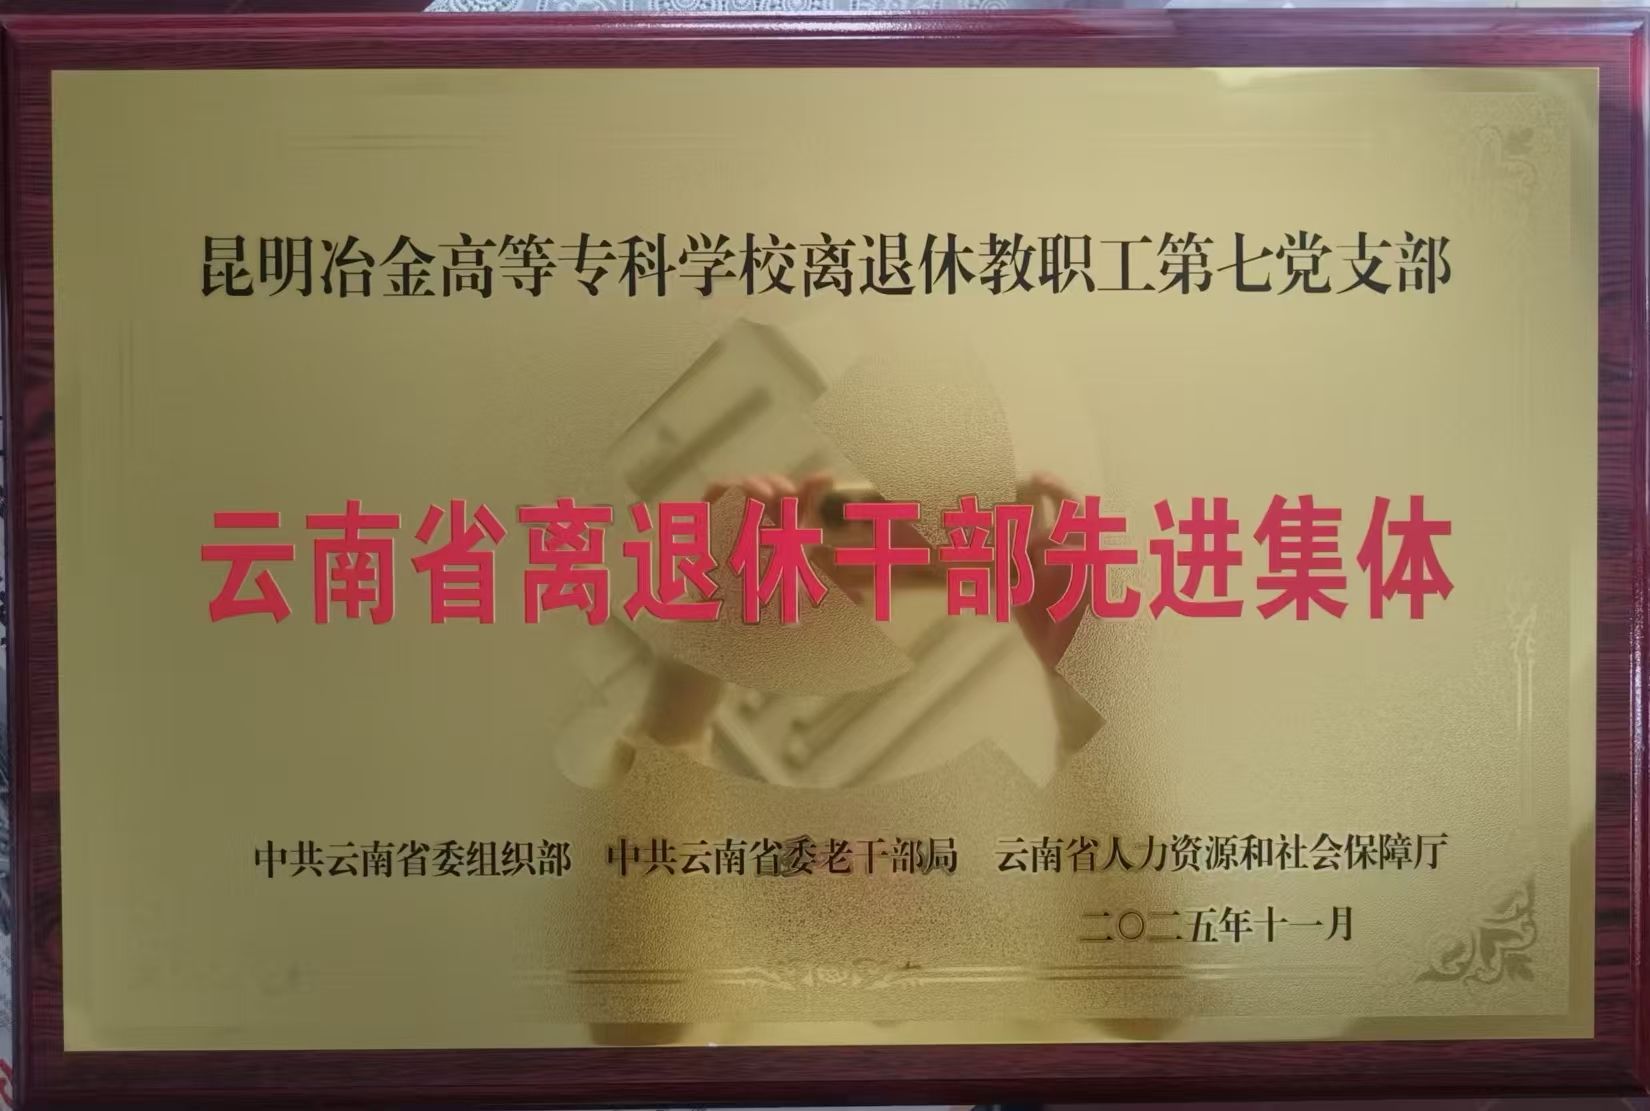 昆明冶金高等专科学校离退休教职工第七党支部
云南省离退休干部先进集体
中共云南省委组织部 中共云南省委老干部局 云南省人力资源和社会保障厅
二〇二五年十一月